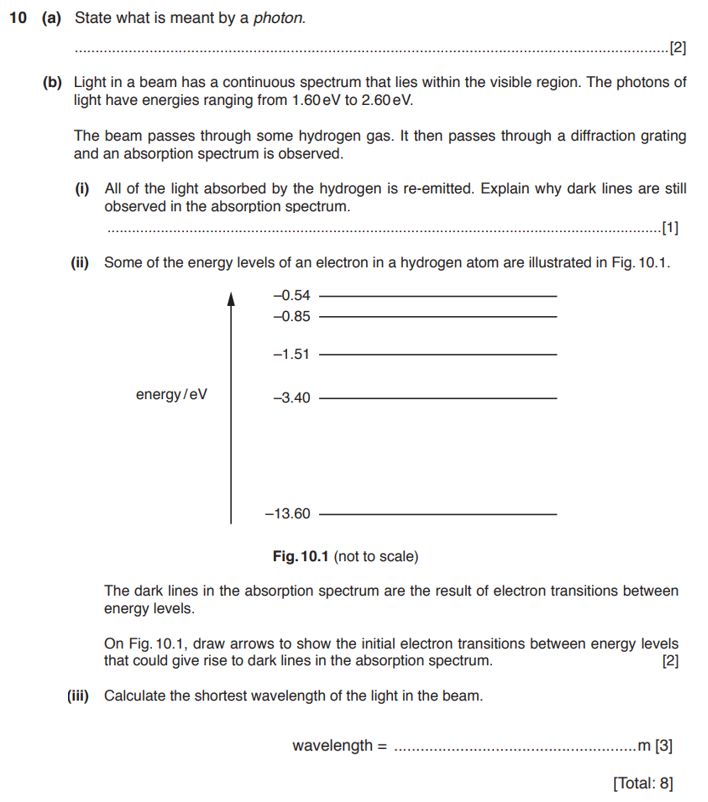 10 (a) State what is meant by a photon.
..........[2]
(b) Light in a beam has a continuous spectrum that lies within the visible region. The photons of
light have energies ranging from 1.60 eV to 2.60 eV.
The beam passes through some hydrogen gas. It then passes through a diffraction grating
and an absorption spectrum is observed.
(i) All of the light absorbed by the hydrogen is re-emitted. Explain why dark lines are still
observed in the absorption spectrum.
..........[1]
(ii) Some of the energy levels of an electron in a hydrogen atom are illustrated in Fig. 10.1.
–0.54
–0.85
–1.51
energy / eV
–3.40
–13.60
Fig. 10.1 (not to scale)
The dark lines in the absorption spectrum are the result of electron transitions between
energy levels.
On Fig. 10.1, draw arrows to show the initial electron transitions between energy levels
that could give rise to dark lines in the absorption spectrum. [2]
(iii) Calculate the shortest wavelength of the light in the beam.
wavelength = ..........m [3]
[Total: 8]